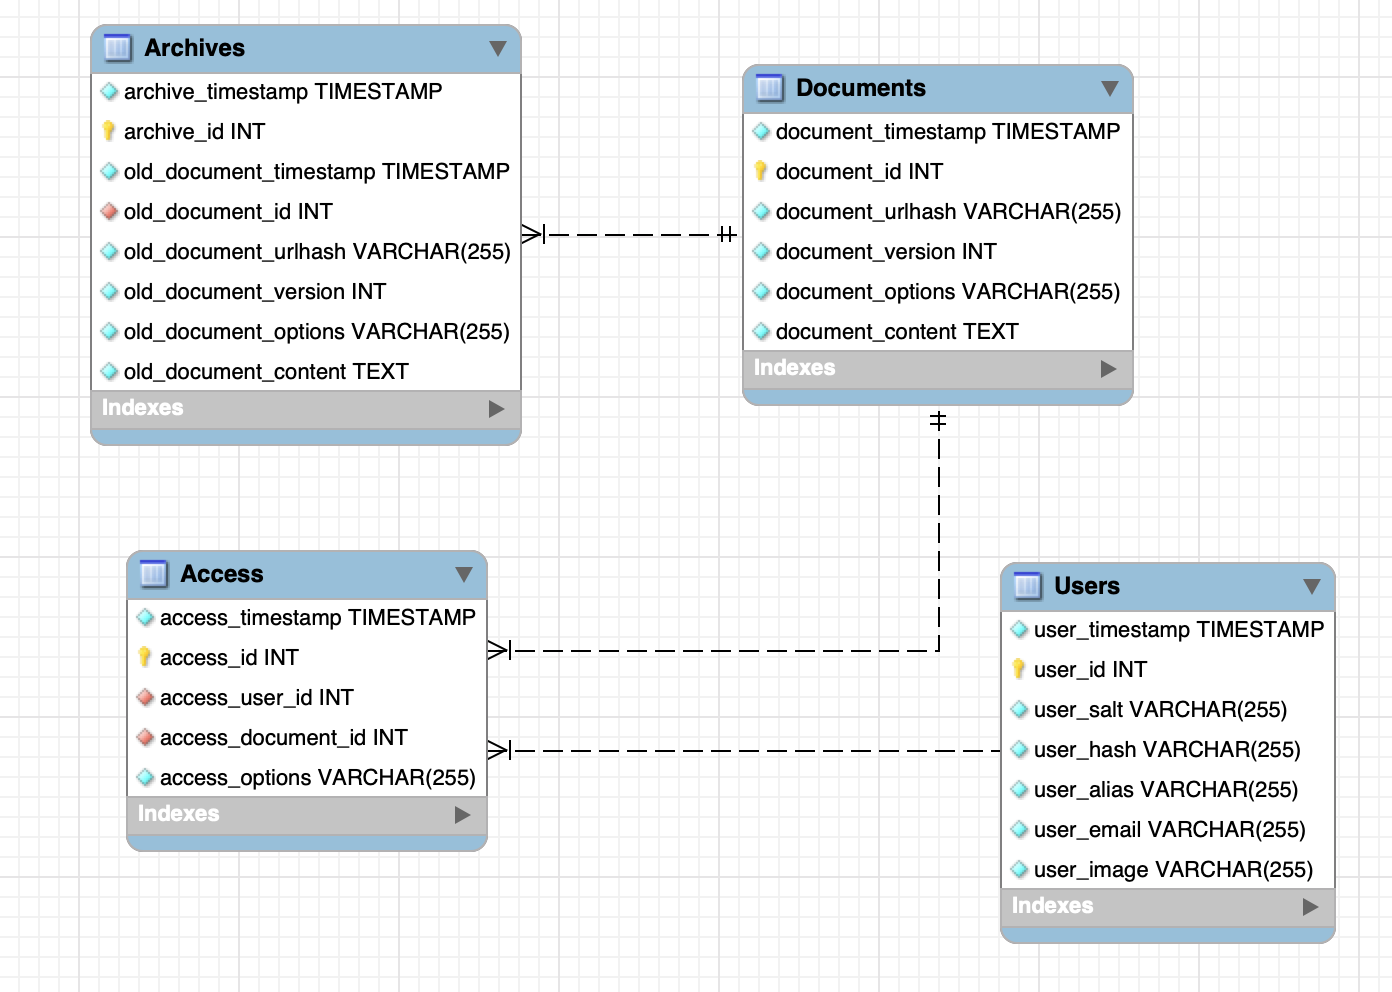 Archives
archive_timestamp TIMESTAMP
archive_id INT
old_document_timestamp TIMESTAMP
old_document_id INT
old_document_urlhash VARCHAR(255)
old_document_version INT
old_document_options VARCHAR(255)
old_document_content TEXT
Indexes
Documents
document_timestamp TIMESTAMP
document_id INT
document_urlhash VARCHAR(255)
document_version INT
document_options VARCHAR(255)
document_content TEXT
Indexes
Access
access_timestamp TIMESTAMP
access_id INT
access_user_id INT
access_document_id INT
access_options VARCHAR(255)
Indexes
Users
user_timestamp TIMESTAMP
user_id INT
user_salt VARCHAR(255)
user_hash VARCHAR(255)
user_alias VARCHAR(255)
user_email VARCHAR(255)
user_image VARCHAR(255)
Indexes